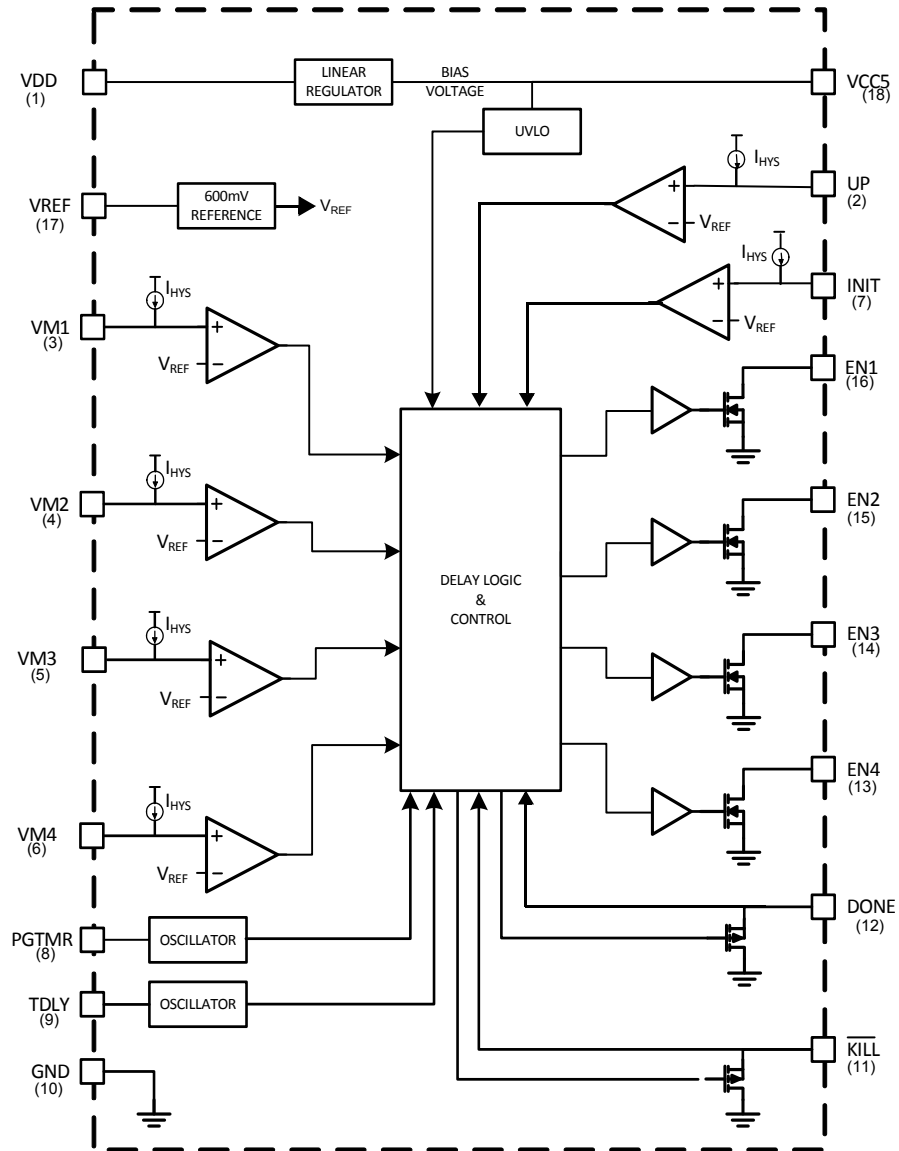 VDD
(1)
LINEAR
REGULATOR
BIAS
VOLTAGE
VCC5
(18)
UVLO
VREF
(17)
600mV
REFERENCE
VREF
IHYS
+
−
VREF
UP
(2)
IHYS
+
−
VREF
INIT
(7)
VM1
(3)
IHYS
+
VREF
−
EN1
(16)
VM2
(4)
IHYS
+
VREF
−
EN2
(15)
DELAY LOGIC
&
CONTROL
VM3
(5)
IHYS
+
VREF
−
EN3
(14)
VM4
(6)
IHYS
+
VREF
−
EN4
(13)
PGTMR
(8)
OSCILLATOR
DONE
(12)
TDLY
(9)
OSCILLATOR
GND
(10)
KILL
(11)